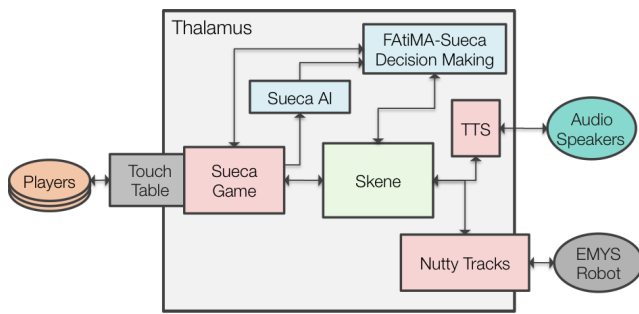 Thalamus
FAtiMA-Sueca
Decision Making
Sueca AI
TTS
Audio
Speakers
Players
Touch
Table
Sueca
Game
Skene
Nutty Tracks
EMYS
Robot